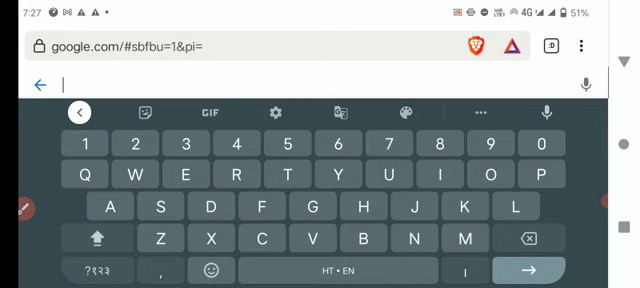 7:27 4G 51%
google.com/#sbfbu=1&pi= :D
GIF
1 2 3 4 5 6 7 8 9 0
Q W E R T Y U I O P
A S D F G H J K L
Z X C V B N M
?१२३ , HT • EN ।